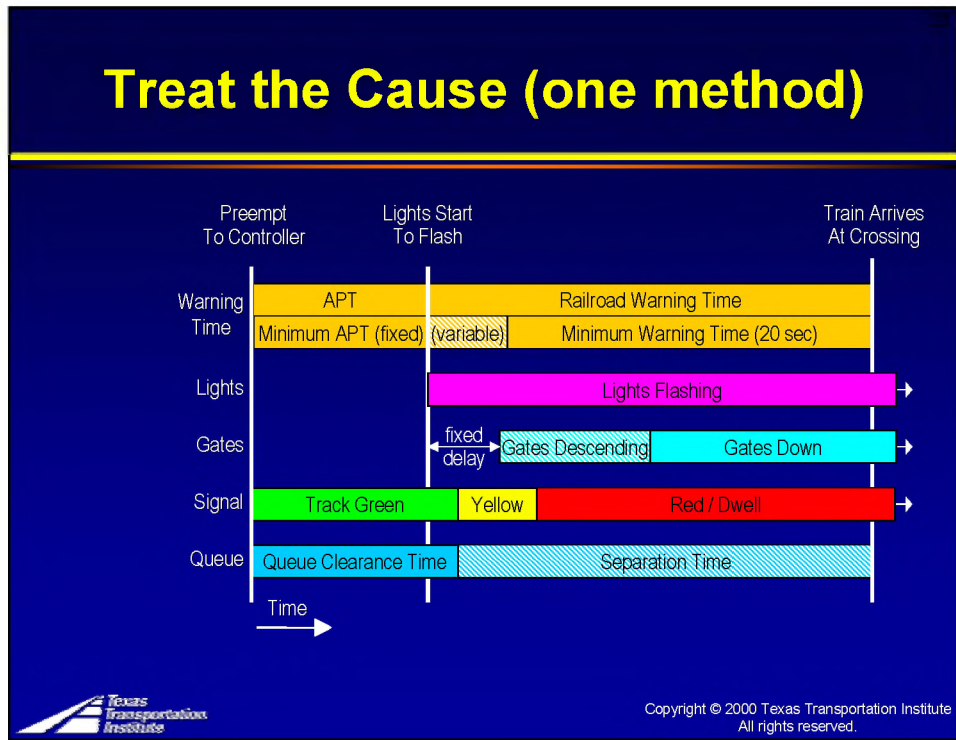 Treat the Cause (one method)
Preempt
To Controller
Lights Start
To Flash
Train Arrives
At Crossing
Warning
Time
APT
Railroad Warning Time
Minimum APT (fixed)
(variable)
Minimum Warning Time (20 sec)
Lights
Lights Flashing
Gates
fixed
delay
Gates Descending
Gates Down
Signal
Track Green
Yellow
Red / Dwell
Queue
Queue Clearance Time
Separation Time
Time
Texas
Transportation
Institute
Copyright © 2000 Texas Transportation Institute
All rights reserved.